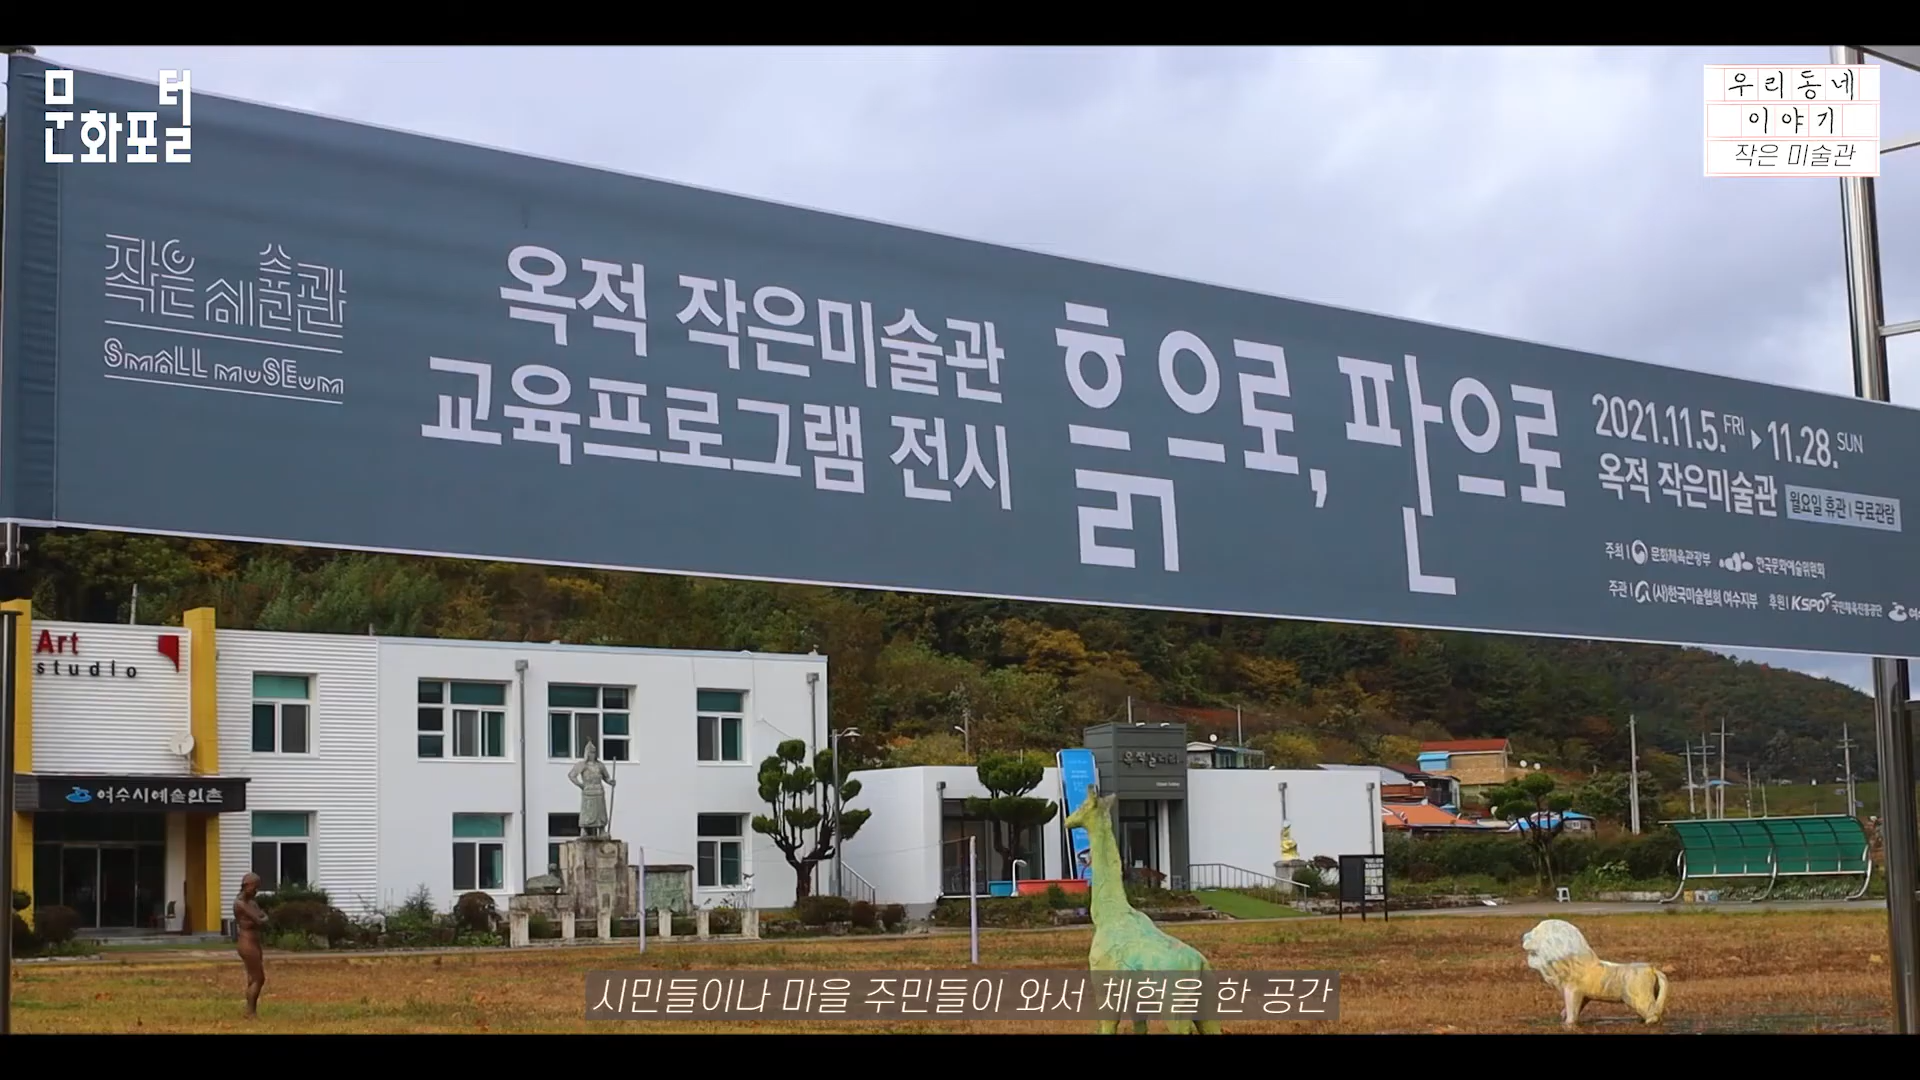 문화포털
우리동네
이야기
작은 미술관
작은미술관
SMALL MUSEUM
옥적 작은미술관
교육프로그램 전시
흙으로, 판으로
2021.11.5. FRI ▶ 11.28. SUN
옥적 작은미술관 월요일 휴관 | 무료관람
주최 | 문화체육관광부 한국문화예술위원회
주관 | (사)한국미술협회 여수지부 후원 | KSPO 국민체육진흥공단
Art
studio
여수시예술인촌
옥적갤러리
시민들이나 마을 주민들이 와서 체험을 한 공간